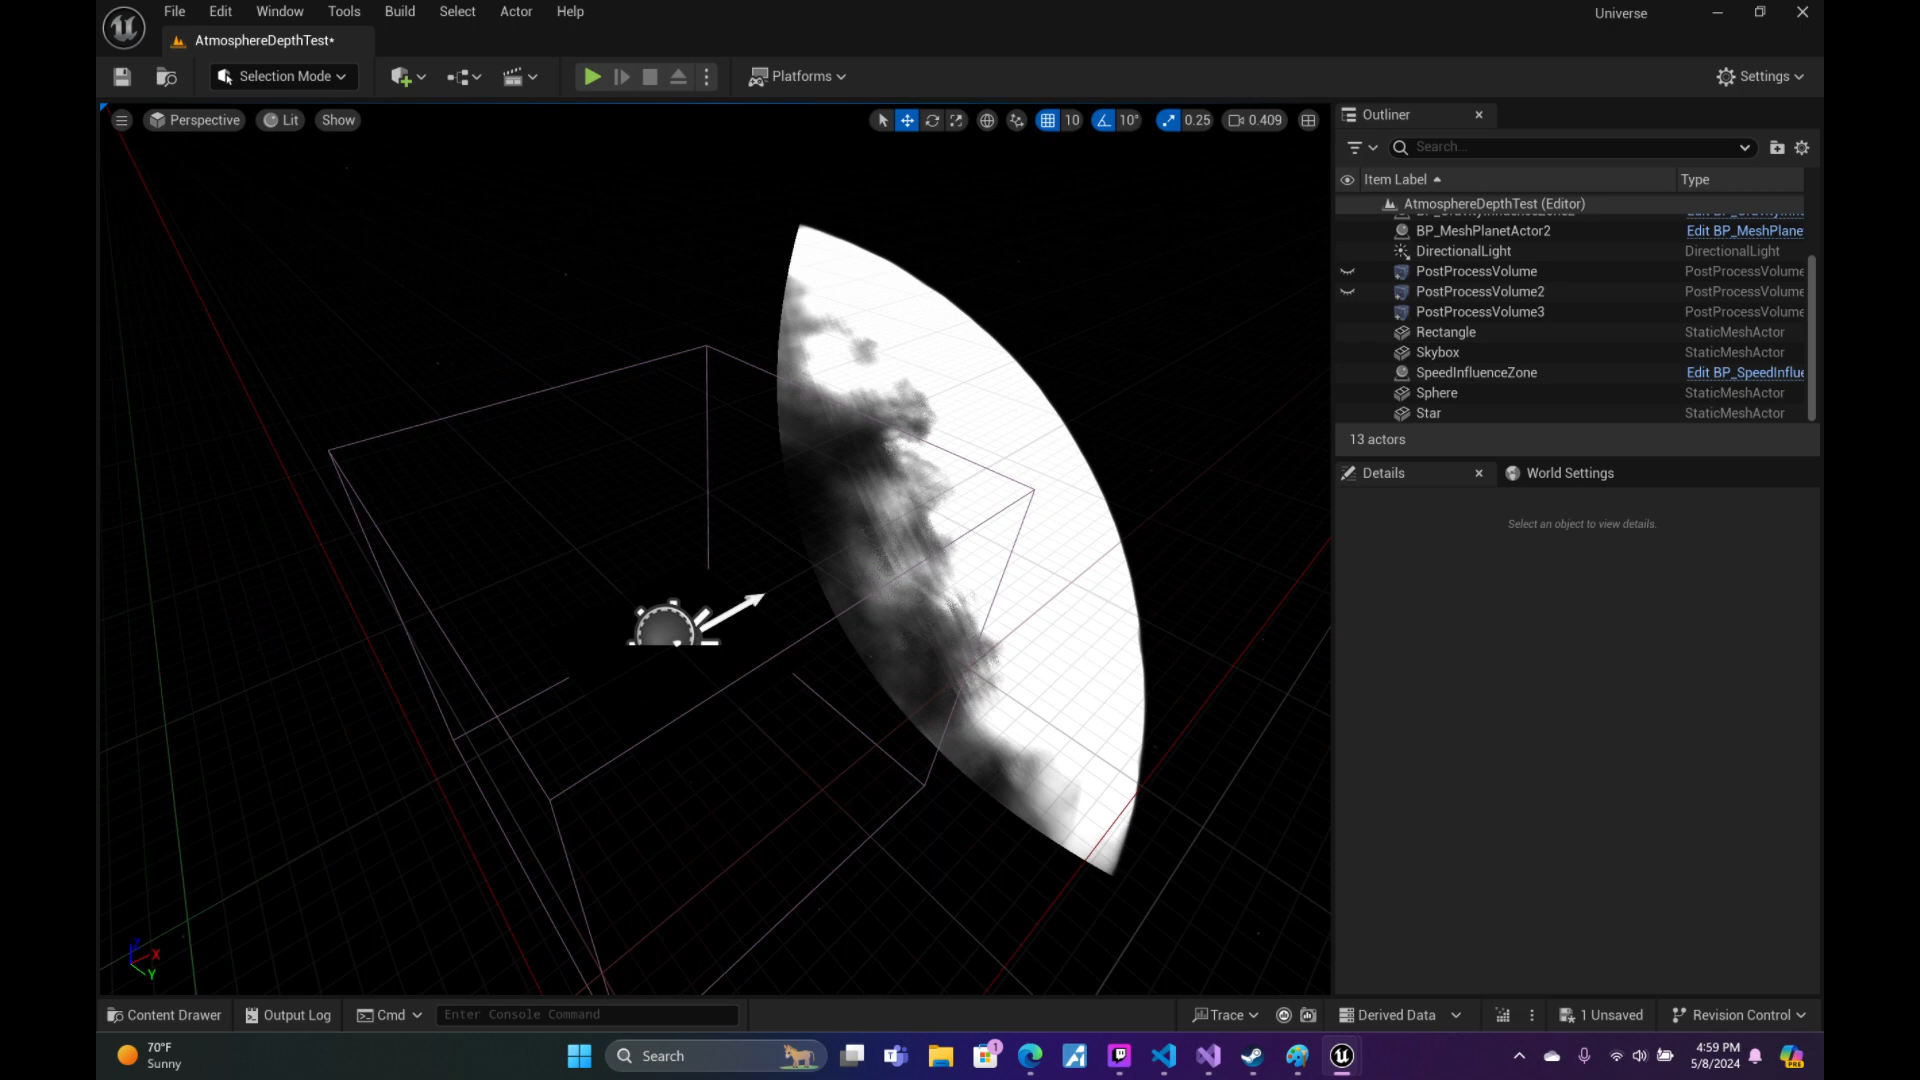 File Edit Window Tools Build Select Actor Help
Universe
AtmosphereDepthTest*
Selection Mode
Platforms
Settings
Perspective Lit Show
10 10° 0.25 0.409
Outliner
Search...
Item Label Type
AtmosphereDepthTest (Editor)
BP_MeshPlanetActor2 Edit BP_MeshPlane
DirectionalLight DirectionalLight
PostProcessVolume PostProcessVolume
PostProcessVolume2 PostProcessVolume
PostProcessVolume3 PostProcessVolume
Rectangle StaticMeshActor
Skybox StaticMeshActor
SpeedInfluenceZone Edit BP_SpeedInflue
Sphere StaticMeshActor
Star StaticMeshActor
13 actors
Details World Settings
Select an object to view details.
Z
X
Y
Content Drawer Output Log Cmd Enter Console Command Trace Derived Data 1 Unsaved Revision Control
70°F
Sunny
Search
1
4:59 PM
5/8/2024
PRE